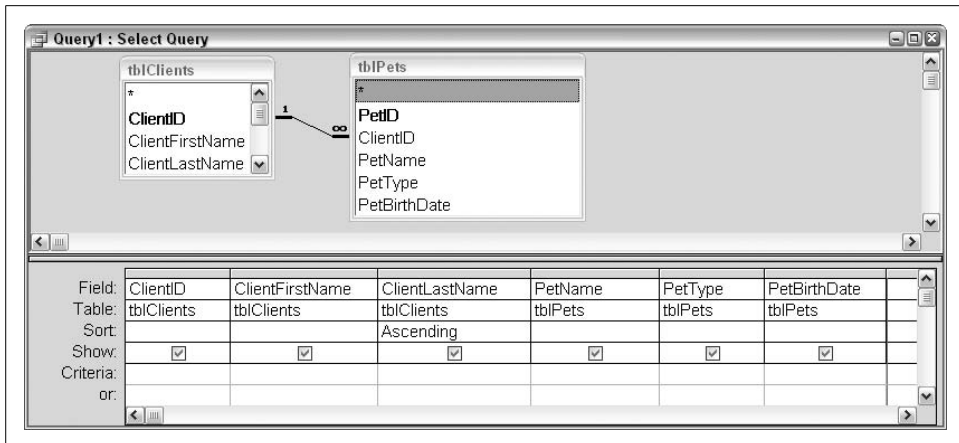 Query1 : Select Query
tblClients
*
ClientID
ClientFirstName
ClientLastName
1
∞
tblPets
*
PetID
ClientID
PetName
PetType
PetBirthDate
Field: ClientID ClientFirstName ClientLastName PetName PetType PetBirthDate
Table: tblClients tblClients tblClients tblPets tblPets tblPets
Sort: Ascending
Show:
Criteria:
or: